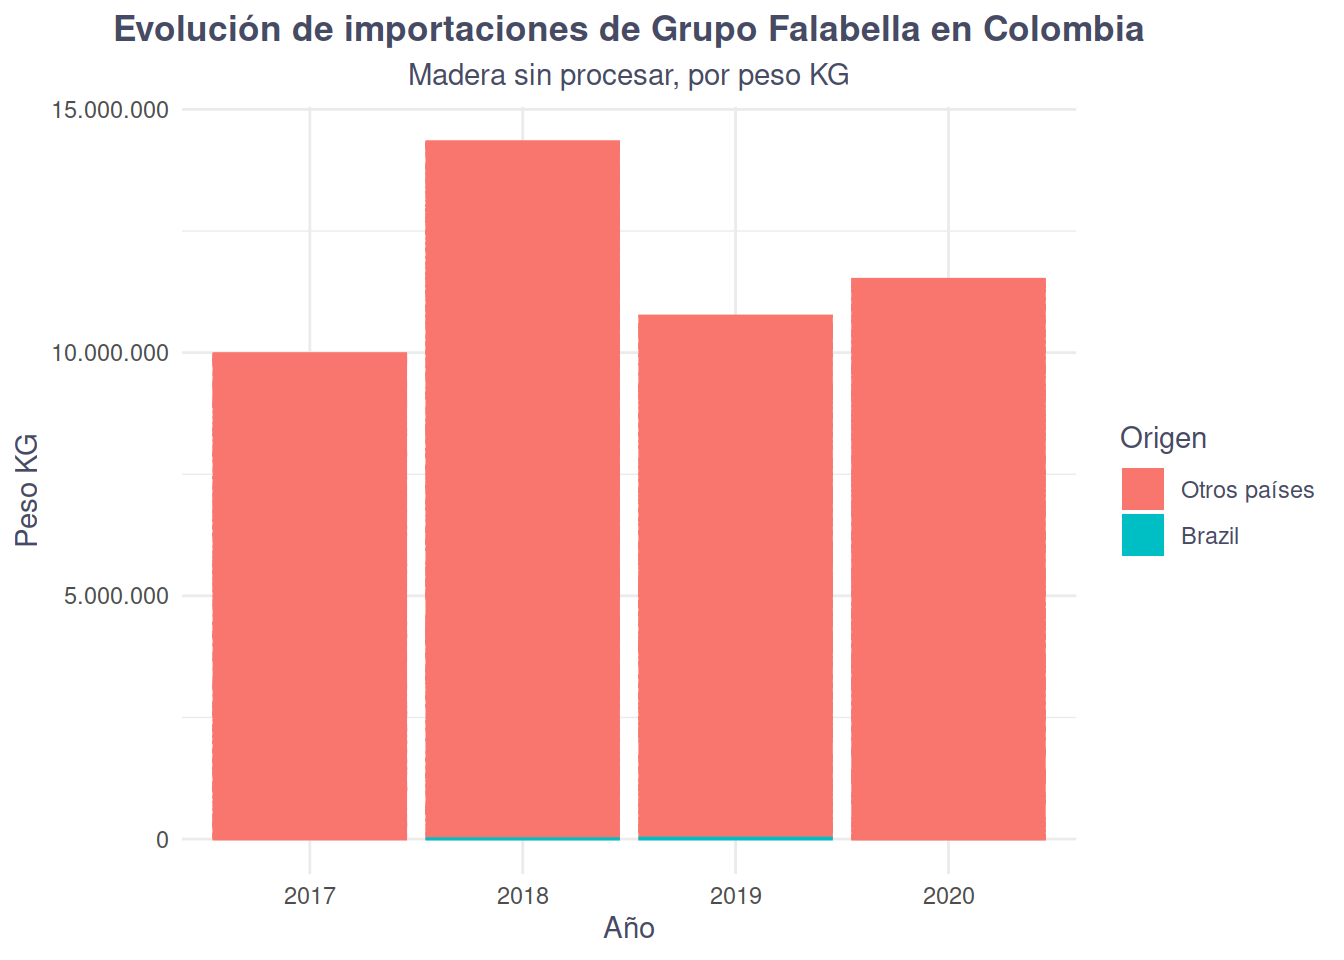 Evolución de importaciones de Grupo Falabella en Colombia
Madera sin procesar, por peso KG
15.000.000
10.000.000
5.000.000
0
Peso KG
2017
2018
2019
2020
Año
Origen
Otros países
Brazil